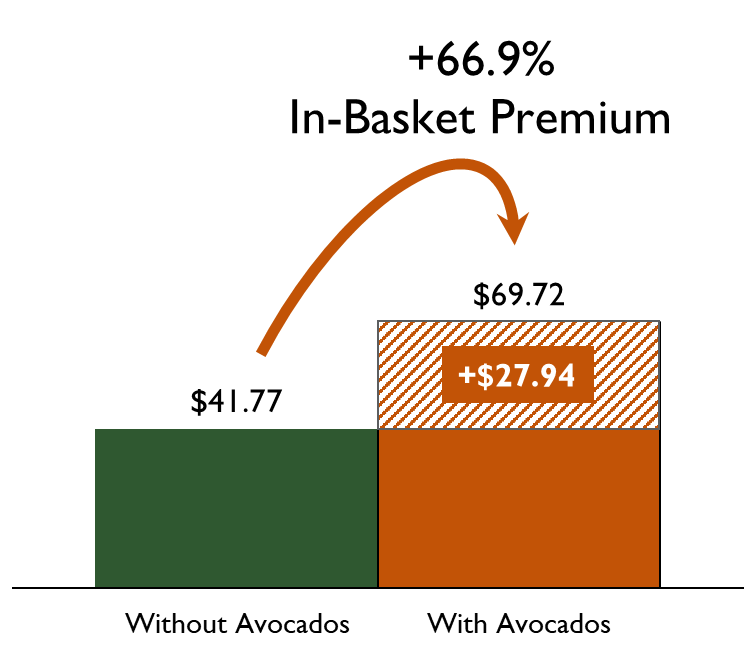 +66.9%
In-Basket Premium
$69.72
+$27.94
$41.77
Without Avocados
With Avocados